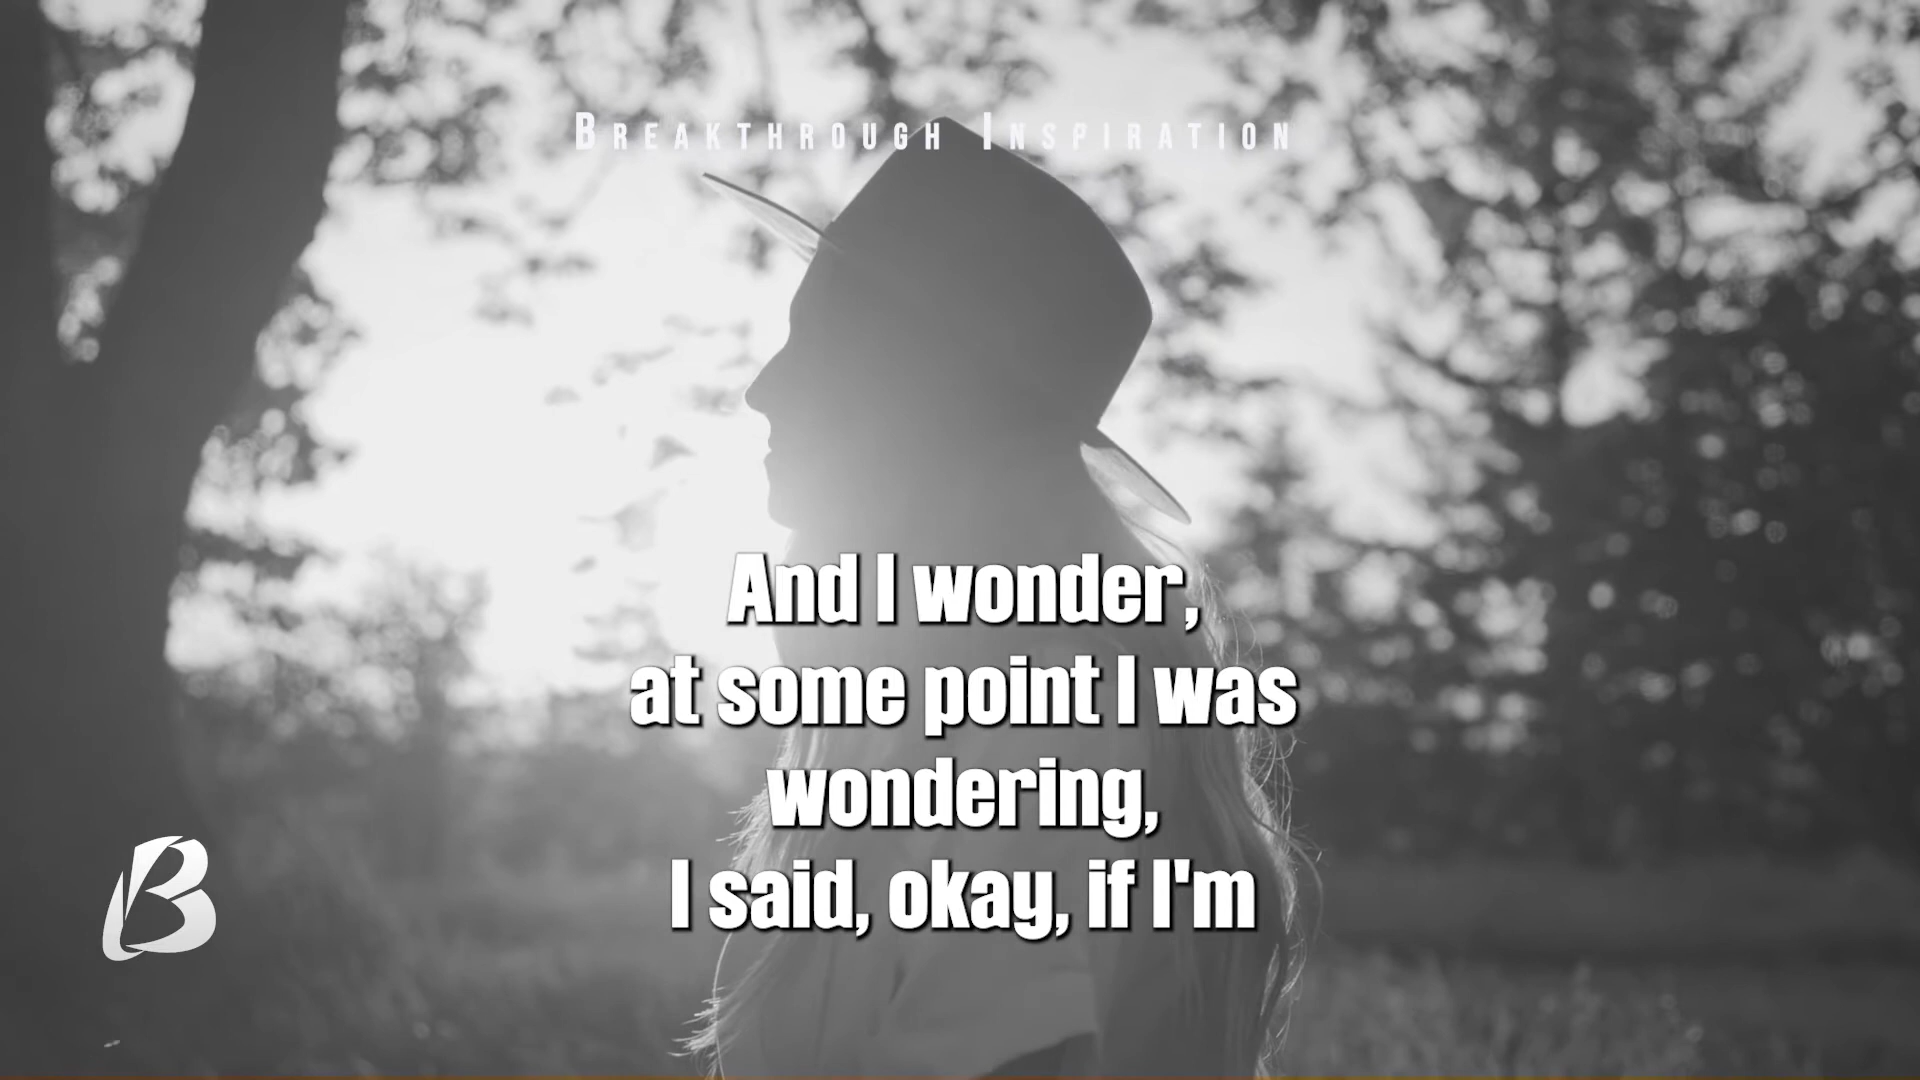 Breakthrough Inspiration
And I wonder,
at some point I was
wondering,
I said, okay, if I'm
B